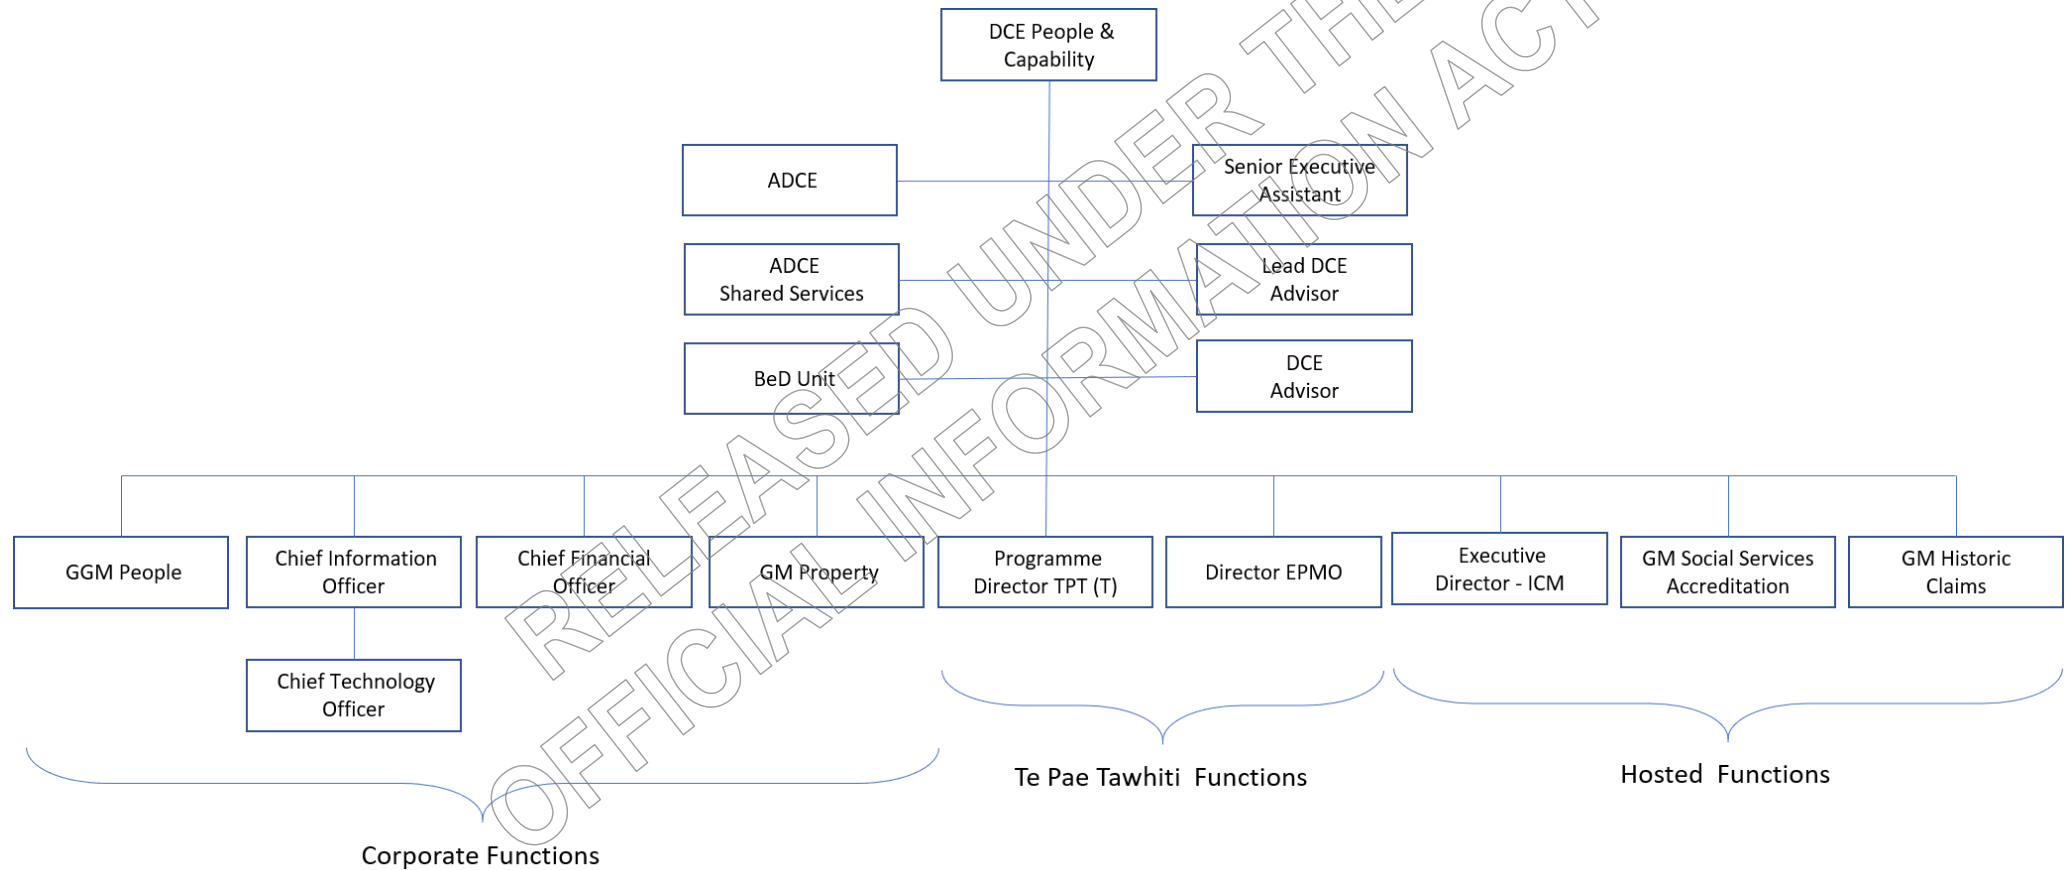 DCE People &
Capability
ADCE
Senior Executive
Assistant
ADCE
Shared Services
Lead DCE
Advisor
BeD Unit
DCE
Advisor
GGM People
Chief Information
Officer
Chief Financial
Officer
GM Property
Programme
Director TPT (T)
Director EPMO
Executive
Director - ICM
GM Social Services
Accreditation
GM Historic
Claims
Chief Technology
Officer
Corporate Functions
Te Pae Tawhiti Functions
Hosted Functions
RELEASED UNDER THE
OFFICIAL INFORMATION ACT